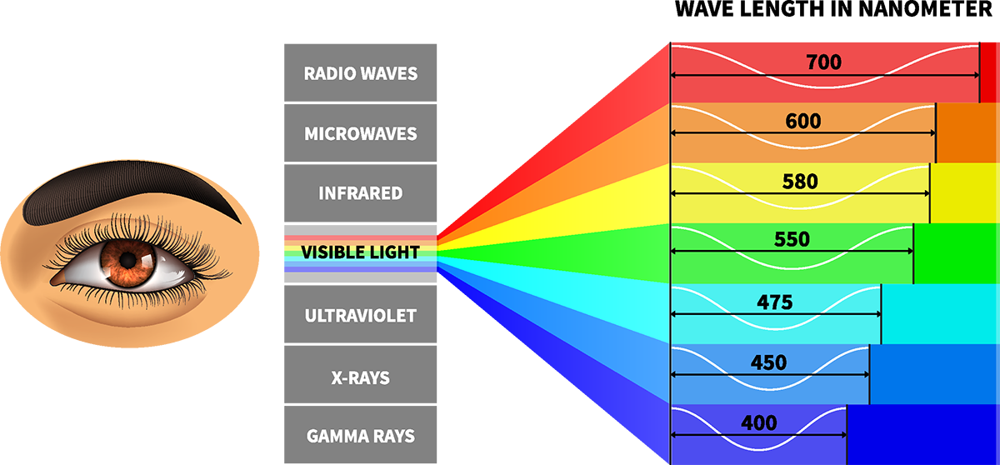 WAVE LENGTH IN NANOMETER
RADIO WAVES
MICROWAVES
INFRARED
VISIBLE LIGHT
ULTRAVIOLET
X-RAYS
GAMMA RAYS
700
600
580
550
475
450
400